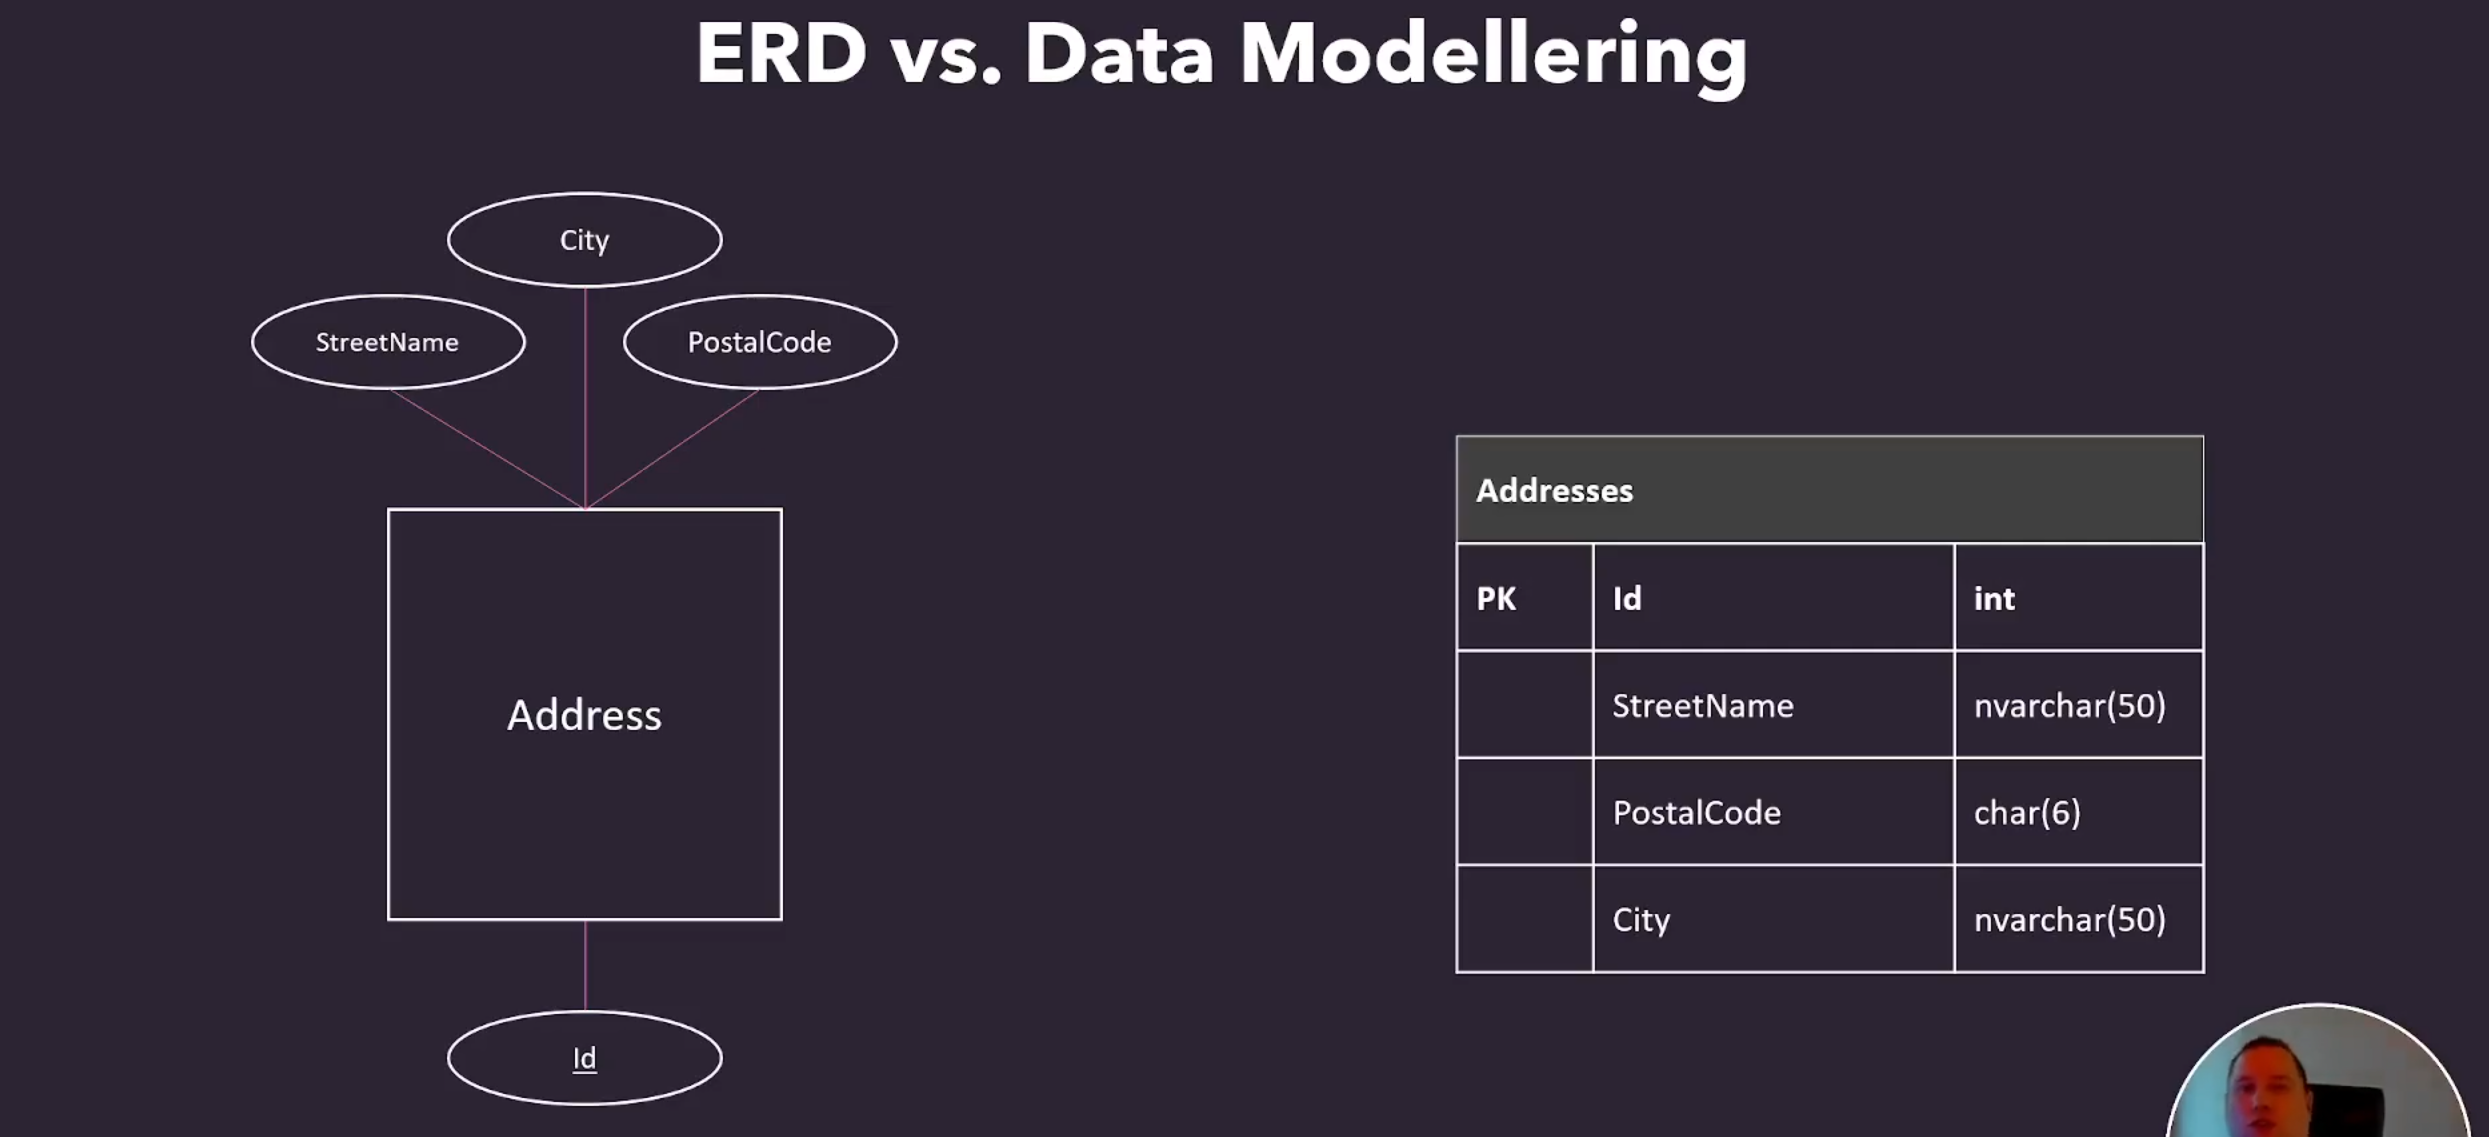 ERD vs. Data Modellering
City
StreetName
PostalCode
Address
Id
Addresses
PK Id int
StreetName nvarchar(50)
PostalCode char(6)
City nvarchar(50)